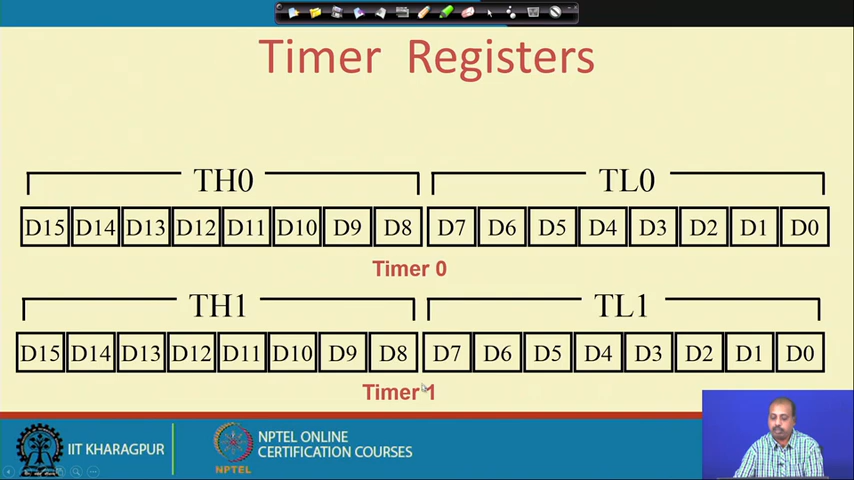 Timer Registers
TH0 TL0
D15 D14 D13 D12 D11 D10 D9 D8 D7 D6 D5 D4 D3 D2 D1 D0
Timer 0
TH1 TL1
D15 D14 D13 D12 D11 D10 D9 D8 D7 D6 D5 D4 D3 D2 D1 D0
Timer 1
IIT KHARAGPUR
NPTEL
NPTEL ONLINE
CERTIFICATION COURSES